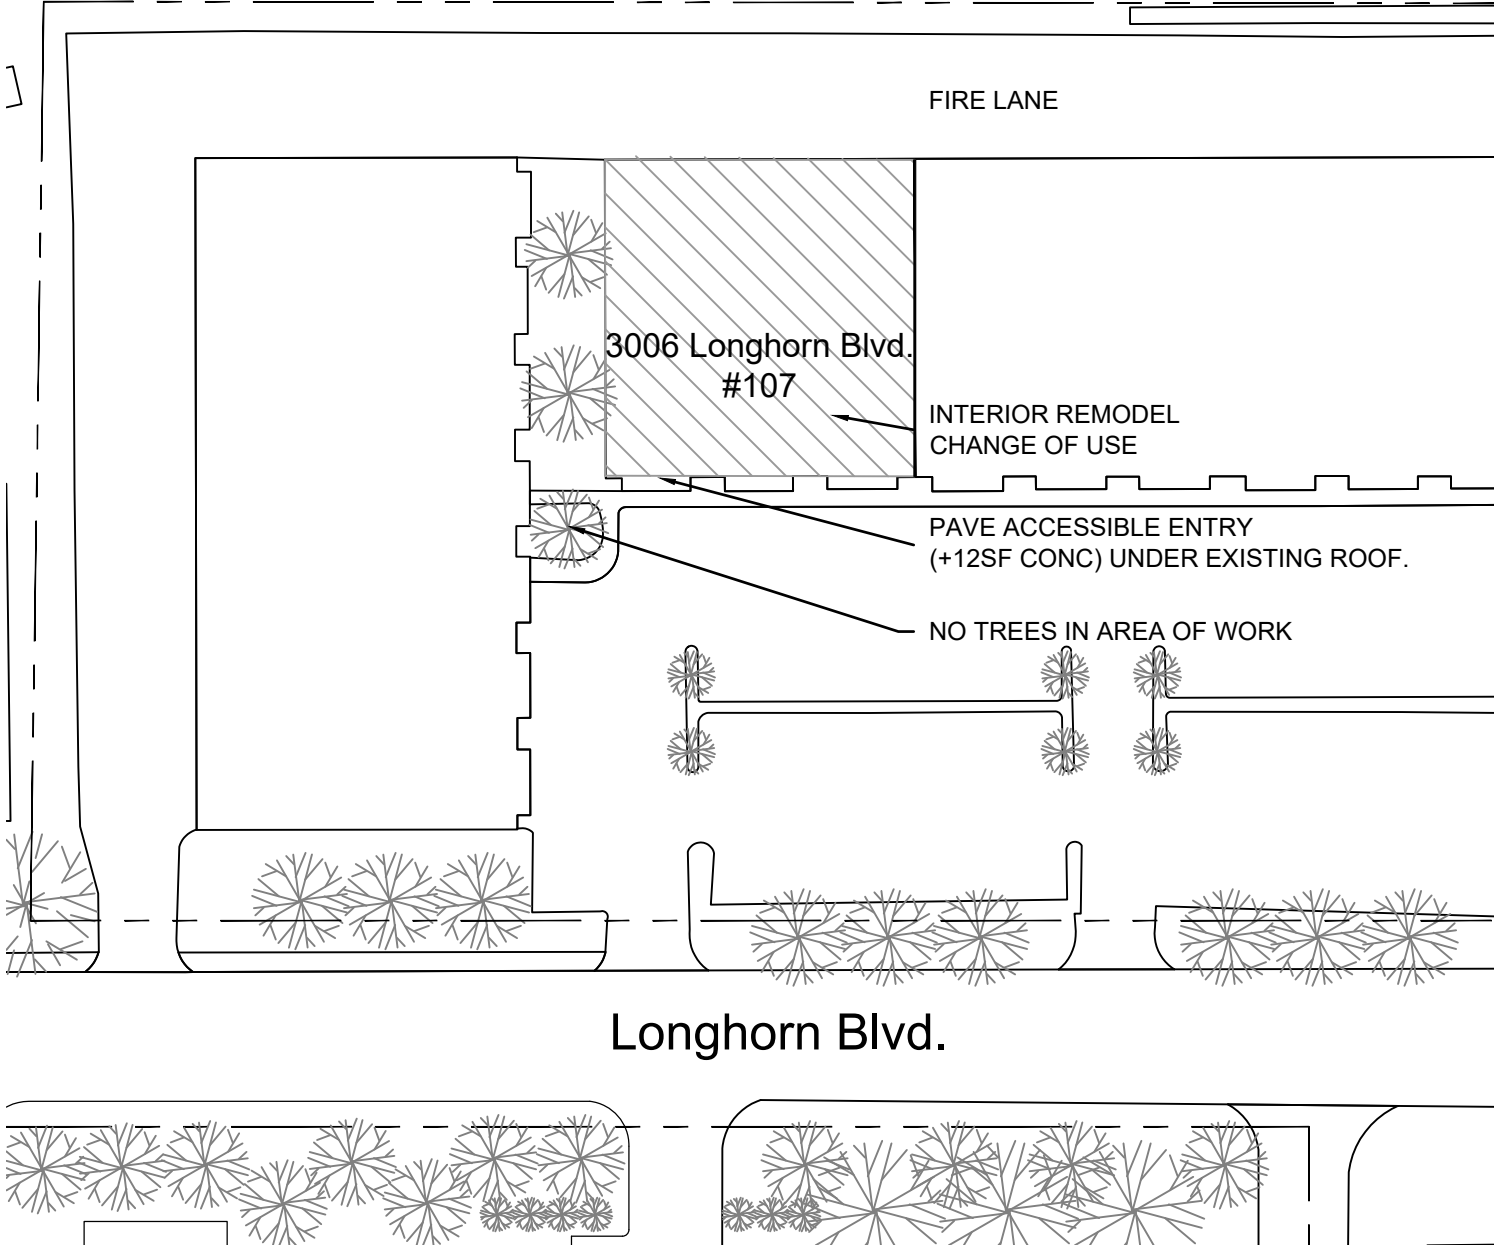 FIRE LANE
3006 Longhorn Blvd.
#107
INTERIOR REMODEL
CHANGE OF USE
PAVE ACCESSIBLE ENTRY
(+12SF CONC) UNDER EXISTING ROOF.
NO TREES IN AREA OF WORK
Longhorn Blvd.